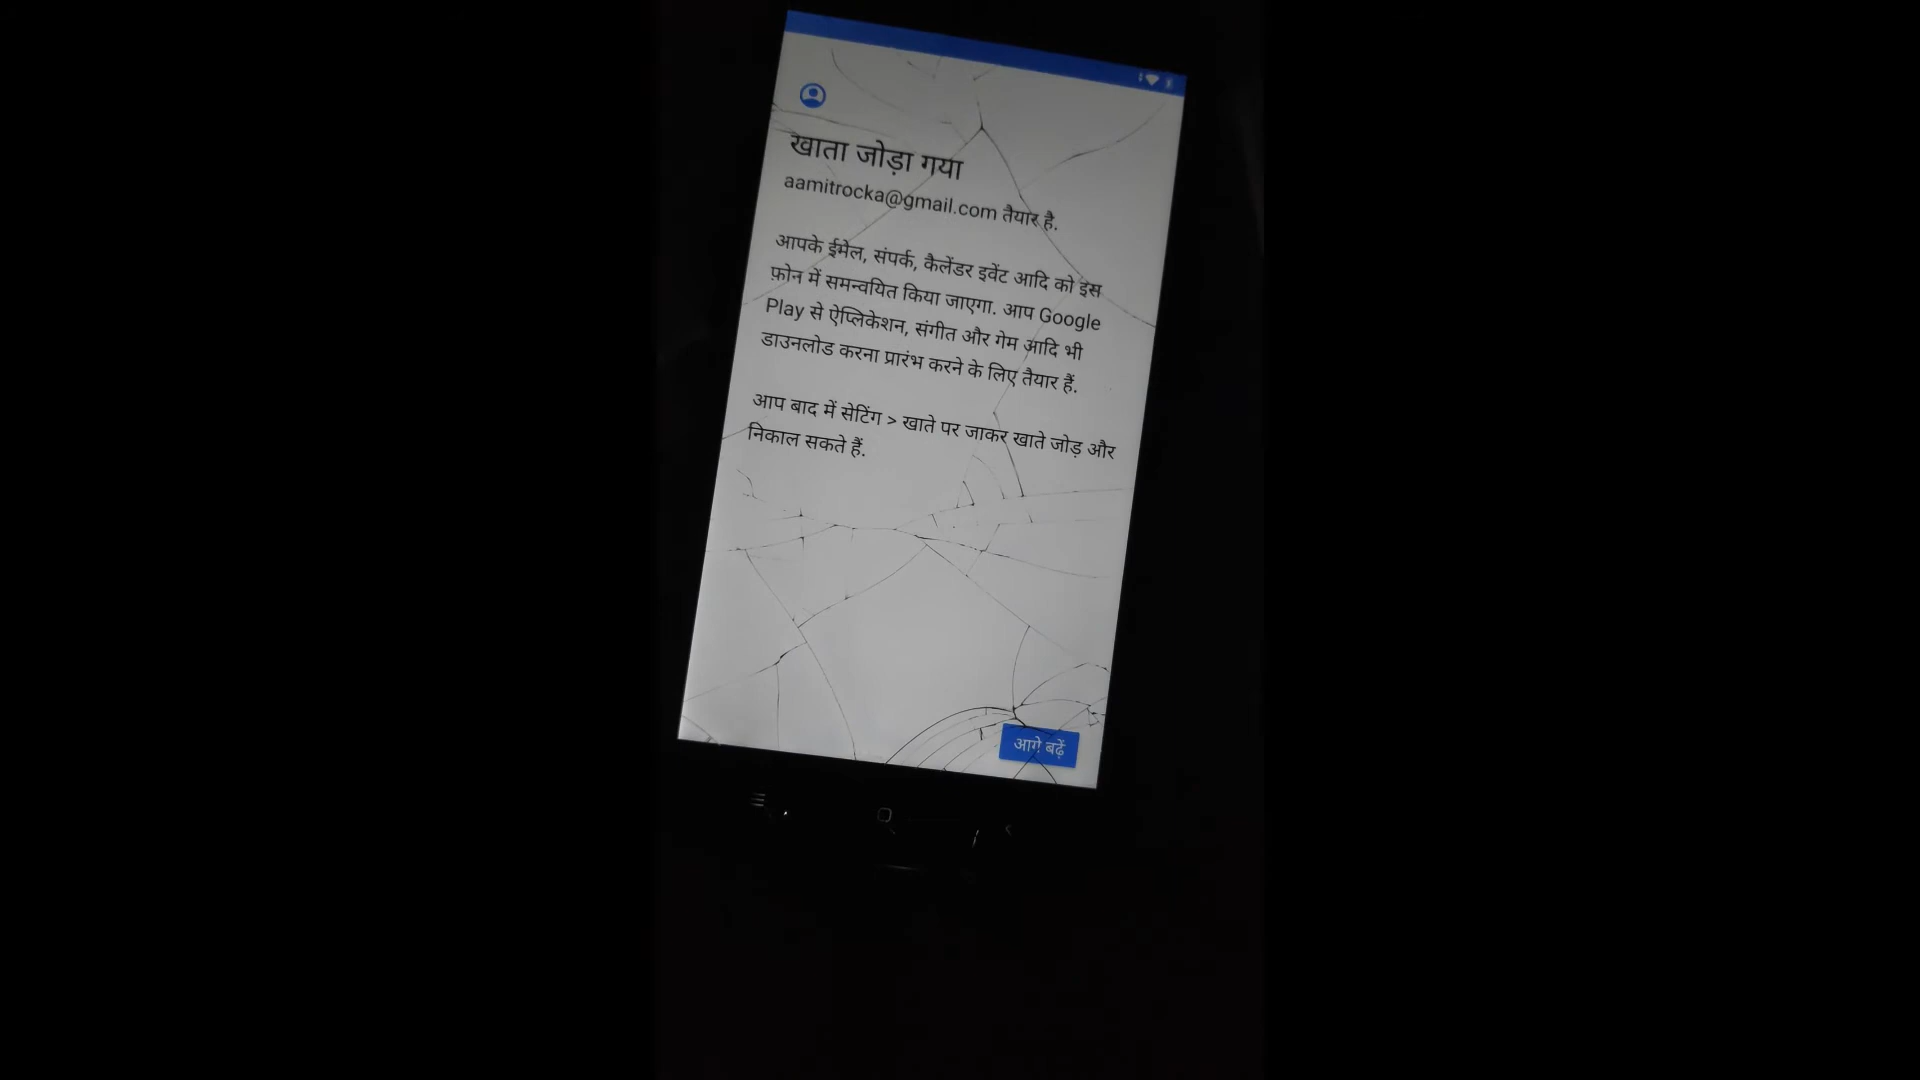 खाता जोड़ा गया
aamitrocka@gmail.com तैयार है.
आपके ईमेल, संपर्क, कैलेंडर इवेंट आदि को इस
फ़ोन में समन्वयित किया जाएगा. आप Google
Play से ऐप्लिकेशन, संगीत और गेम आदि भी
डाउनलोड करना प्रारंभ करने के लिए तैयार हैं.
आप बाद में सेटिंग > खाते पर जाकर खाते जोड़ और
निकाल सकते हैं.
आगे बढ़ें